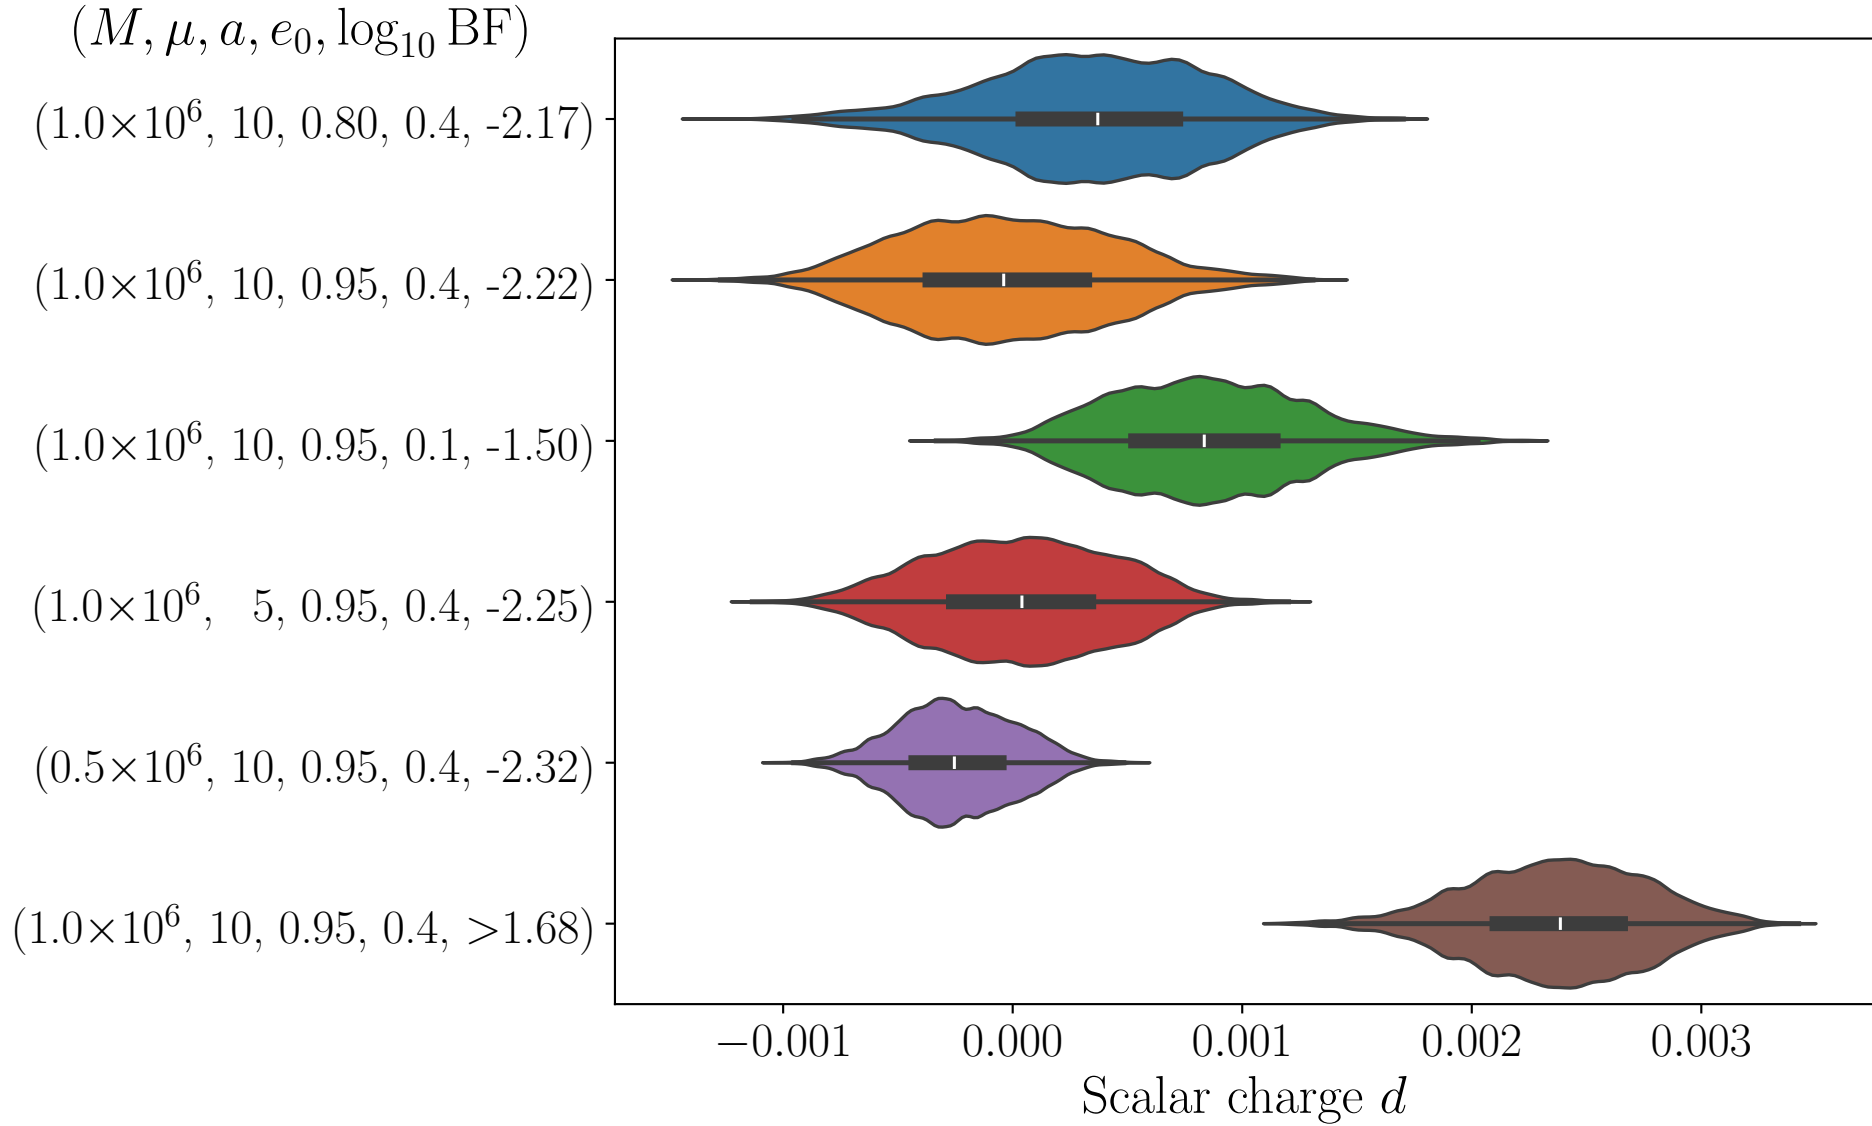 (M, μ, a, e₀, log₁₀ BF)
(1.0×10⁶, 10, 0.80, 0.4, -2.17)
(1.0×10⁶, 10, 0.95, 0.4, -2.22)
(1.0×10⁶, 10, 0.95, 0.1, -1.50)
(1.0×10⁶, 5, 0.95, 0.4, -2.25)
(0.5×10⁶, 10, 0.95, 0.4, -2.32)
(1.0×10⁶, 10, 0.95, 0.4, >1.68)
−0.001 0.000 0.001 0.002 0.003
Scalar charge d